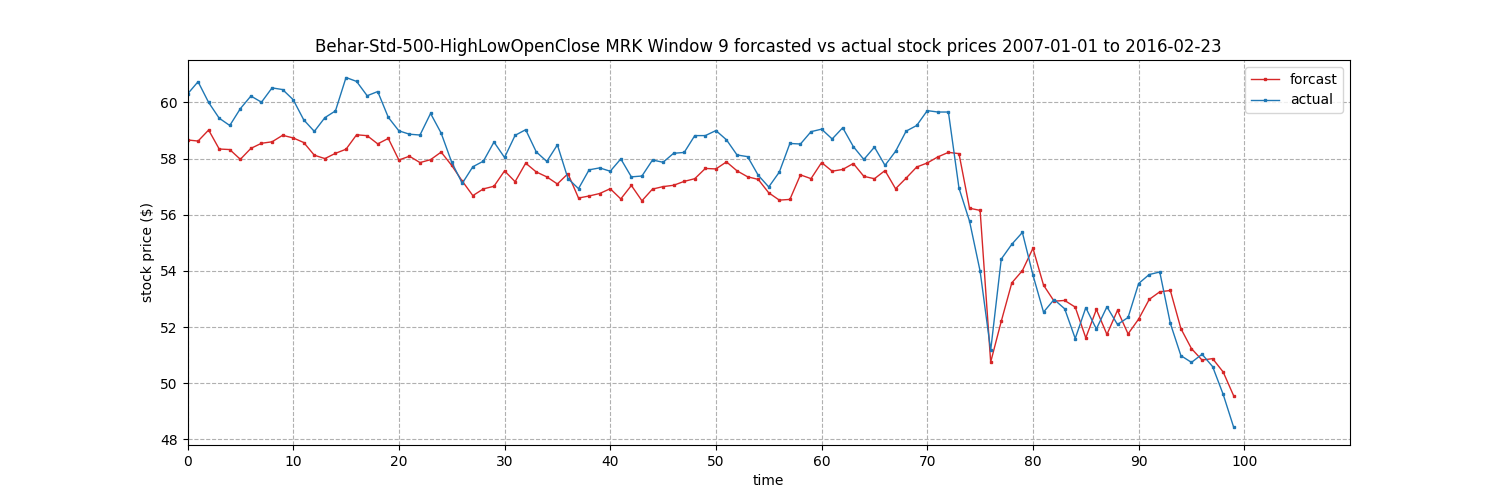 Behar-Std-500-HighLowOpenClose MRK Window 9 forcasted vs actual stock prices 2007-01-01 to 2016-02-23
forcast
actual
stock price ($)
60
58
56
54
52
50
48
0 10 20 30 40 50 60 70 80 90 100
time